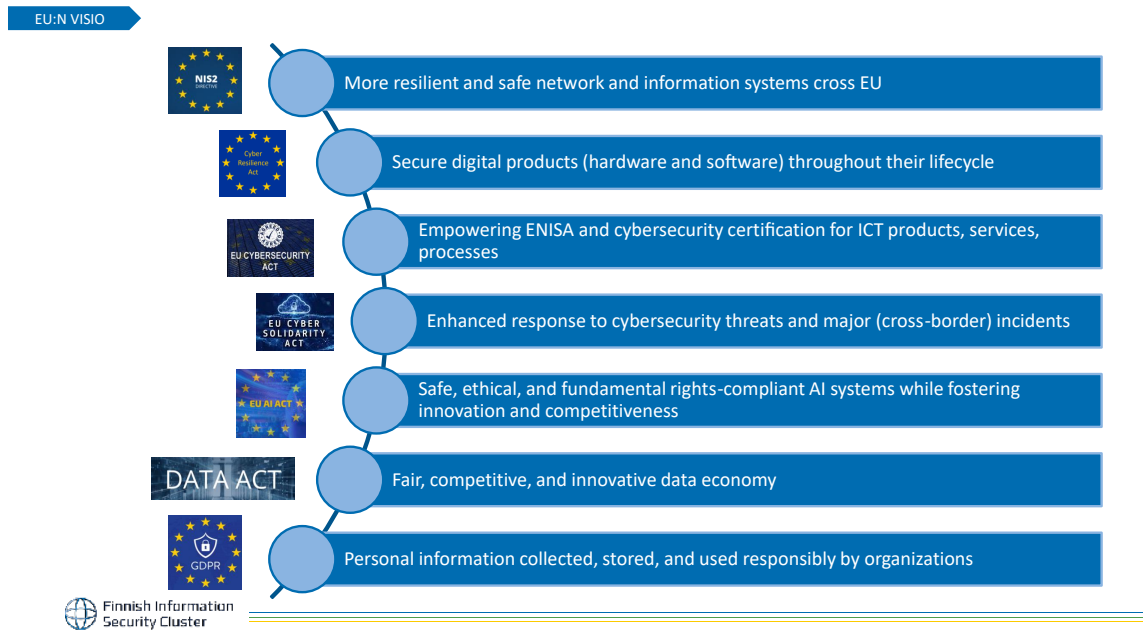 EU:N VISIO
NIS2
DIRECTIVE
More resilient and safe network and information systems cross EU
Cyber
Resilience
Act
Secure digital products (hardware and software) throughout their lifecycle
EU CYBERSECURITY
ACT
Empowering ENISA and cybersecurity certification for ICT products, services,
processes
EU CYBER
SOLIDARITY
ACT
Enhanced response to cybersecurity threats and major (cross-border) incidents
EU AI ACT
Safe, ethical, and fundamental rights-compliant AI systems while fostering
innovation and competitiveness
DATA ACT
Fair, competitive, and innovative data economy
GDPR
Personal information collected, stored, and used responsibly by organizations
Finnish Information
Security Cluster